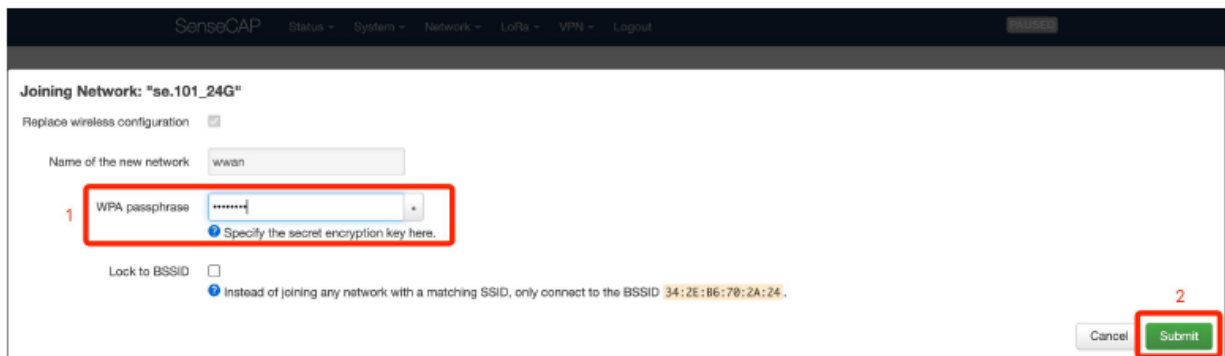 SenseCAP Status System Network LoRa VPN Logout PAUSED
Joining Network: "se.101_24G"
Replace wireless configuration
Name of the new network wwan
1 WPA passphrase ········ *
Specify the secret encryption key here.
Lock to BSSID
Instead of joining any network with a matching SSID, only connect to the BSSID 34:2E:B6:70:2A:24.
2
Cancel Submit